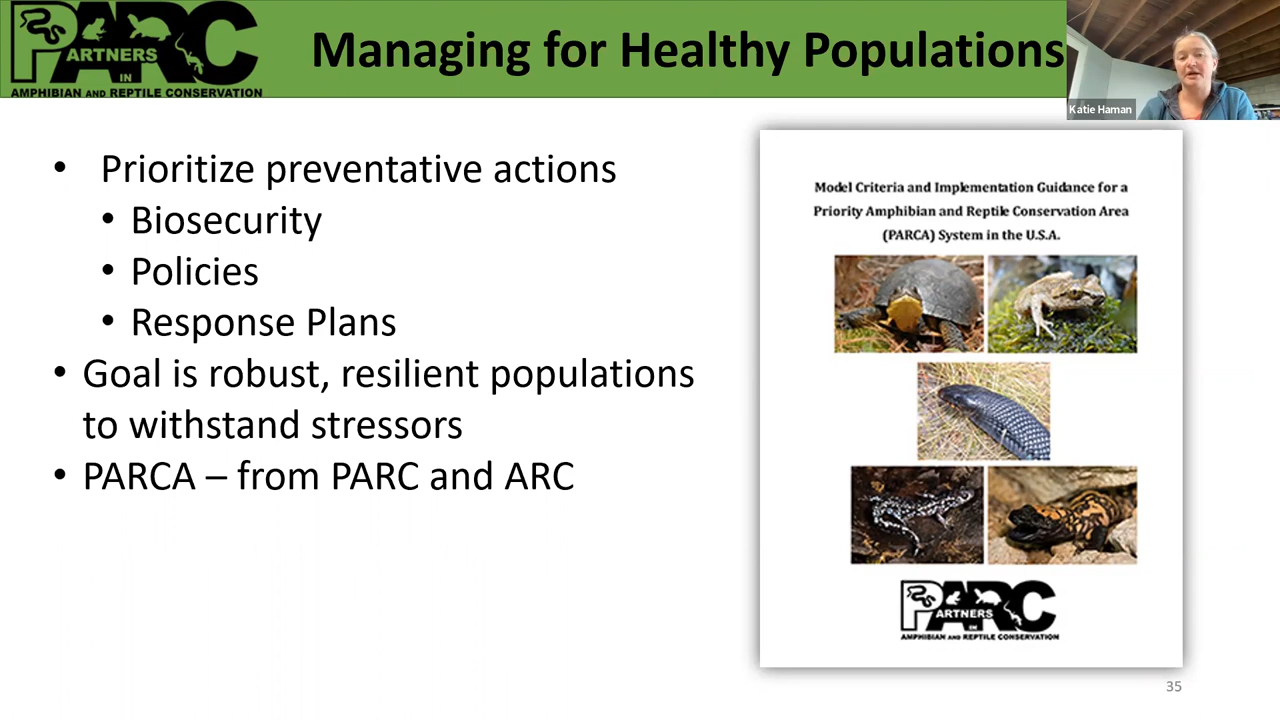 PARC
PARTNERS
IN
AMPHIBIAN AND REPTILE CONSERVATION
Managing for Healthy Populations
Katie Haman
• Prioritize preventative actions
• Biosecurity
• Policies
• Response Plans
• Goal is robust, resilient populations
to withstand stressors
• PARCA – from PARC and ARC
Model Criteria and Implementation Guidance for a
Priority Amphibian and Reptile Conservation Area
(PARCA) System in the U.S.A.
PARC
PARTNERS
IN
AMPHIBIAN AND REPTILE CONSERVATION
35